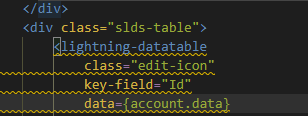 </div>
<div class="slds-table">
<lightning-datatable
class="edit-icon"
key-field="Id"
data={account.data}